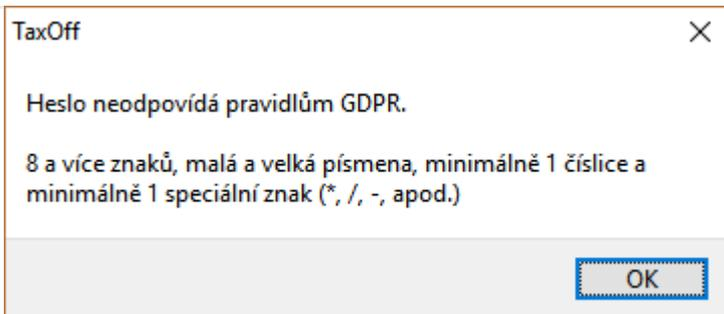 TaxOff
Heslo neodpovídá pravidlům GDPR.
8 a více znaků, malá a velká písmena, minimálně 1 číslice a
minimálně 1 speciální znak (*, /, -, apod.)
OK